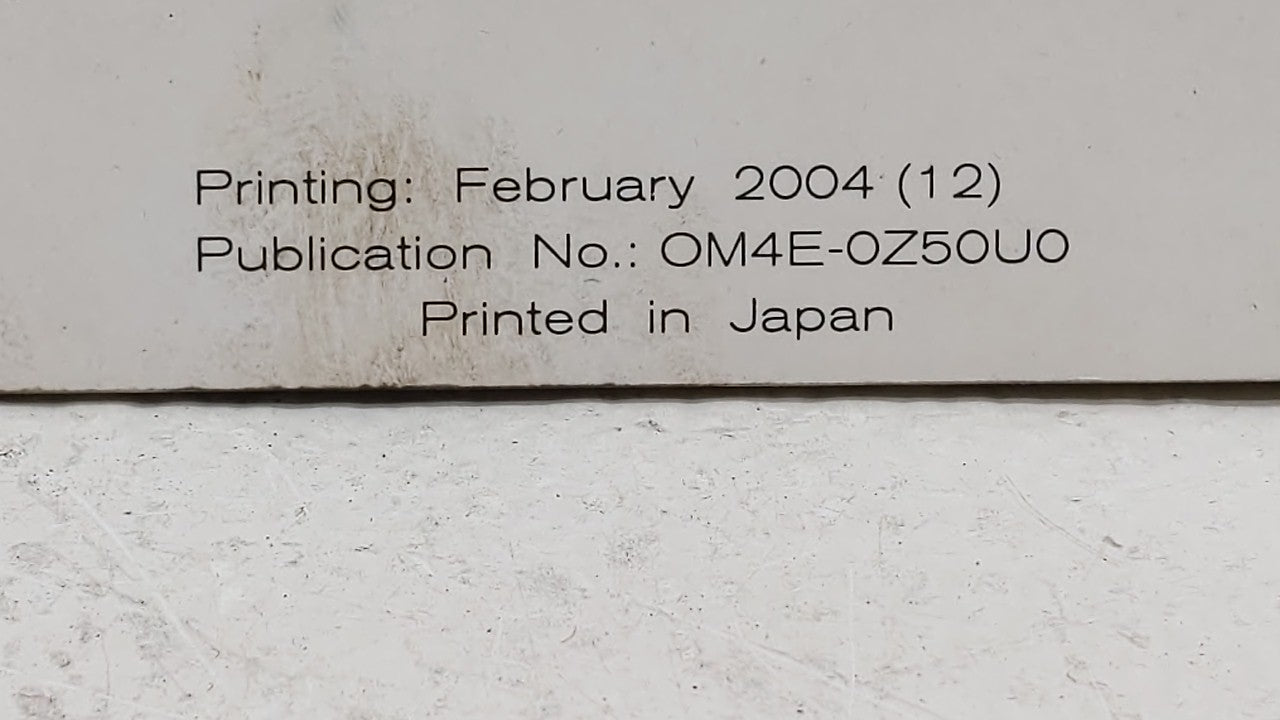 Printing: February 2004 (12)
Publication No.: OM4E-0Z50U0
Printed in Japan